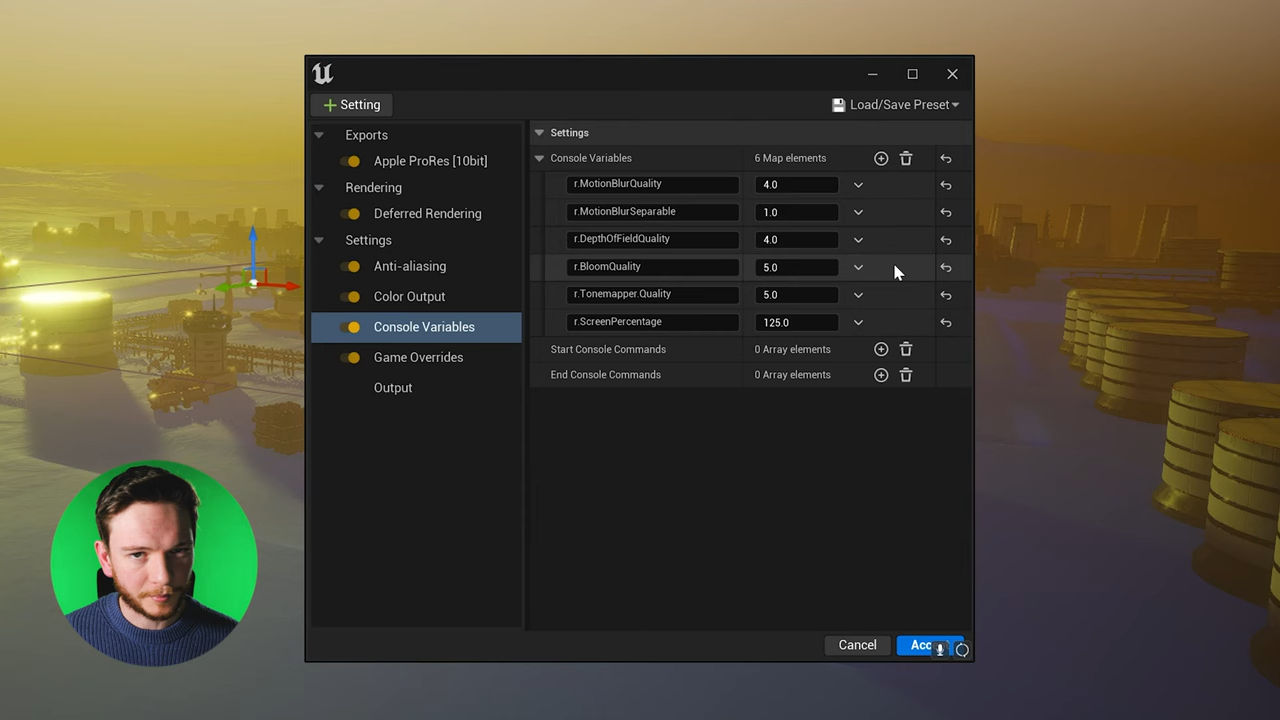 Setting
Load/Save Preset
Exports
Apple ProRes [10bit]
Rendering
Deferred Rendering
Settings
Anti-aliasing
Color Output
Console Variables
Game Overrides
Output
Settings
Console Variables 6 Map elements
r.MotionBlurQuality 4.0
r.MotionBlurSeparable 1.0
r.DepthOfFieldQuality 4.0
r.BloomQuality 5.0
r.Tonemapper.Quality 5.0
r.ScreenPercentage 125.0
Start Console Commands 0 Array elements
End Console Commands 0 Array elements
Cancel